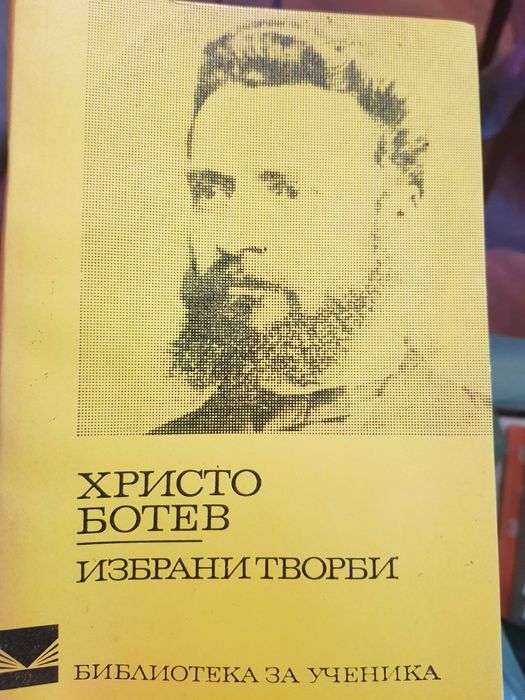 ХРИСТО
БОТЕВ
ИЗБРАНИ ТВОРБИ
БИБЛИОТЕКА ЗА УЧЕНИКА